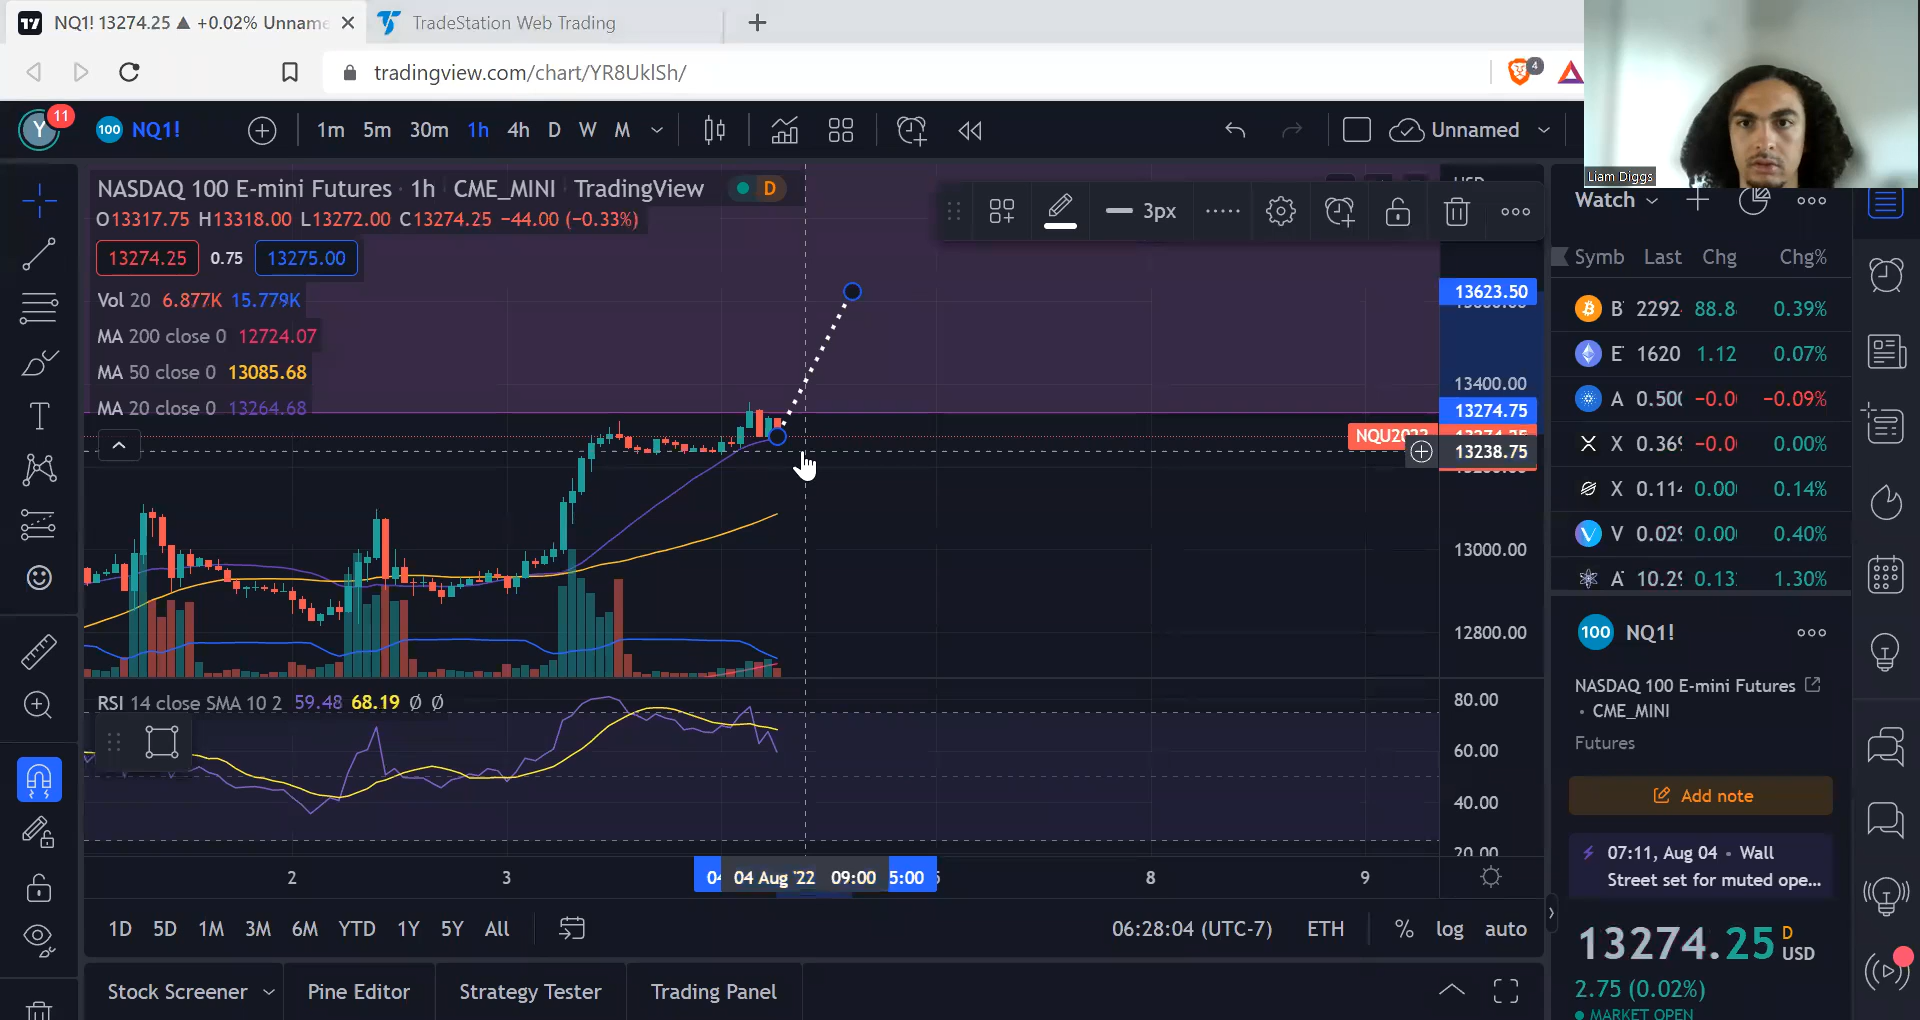 NQ1! 13274.25 ▲ +0.02% Unname
TradeStation Web Trading
tradingview.com/chart/YR8UklSh/
4
Liam Diggs
Y
11
100 NQ1!
1m 5m 30m 1h 4h D W M
Unnamed
NASDAQ 100 E-mini Futures · 1h · CME_MINI · TradingView
D
O13317.75 H13318.00 L13272.00 C13274.25 −44.00 (−0.33%)
13274.25 0.75 13275.00
Vol 20 6.877K 15.779K
MA 200 close 0 12724.07
MA 50 close 0 13085.68
MA 20 close 0 13264.68
3px
13623.50
13400.00
13274.75
NQU2022
13238.75
13000.00
12800.00
RSI 14 close SMA 10 2 59.48 68.19 Ø Ø
80.00
60.00
40.00
20.00
2 3 04 Aug '22 09:00 5:00 8 9
1D 5D 1M 3M 6M YTD 1Y 5Y All
06:28:04 (UTC-7) ETH % log auto
Stock Screener Pine Editor Strategy Tester Trading Panel
Watch
Symb Last Chg Chg%
B 2292 88.8 0.39%
E 1620 1.12 0.07%
A 0.500 −0.0 −0.09%
X 0.369 −0.0 0.00%
X 0.114 0.00 0.14%
V 0.029 0.00 0.40%
A 10.29 0.13 1.30%
100 NQ1!
NASDAQ 100 E-mini Futures
· CME_MINI
Futures
Add note
07:11, Aug 04 · Wall
Street set for muted ope...
13274.25 D USD
2.75 (0.02%)
MARKET OPEN